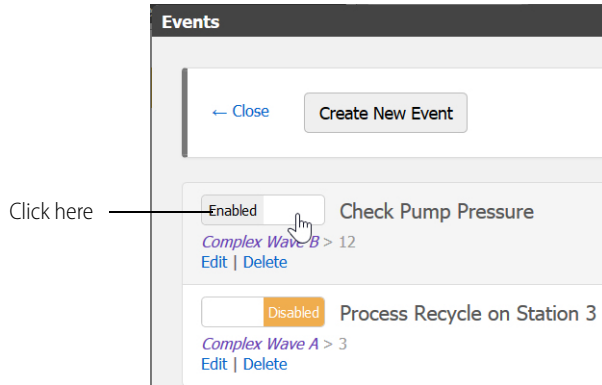 Events
← Close Create New Event
Click here
Enabled Check Pump Pressure
Complex Wave B > 12
Edit | Delete
Disabled Process Recycle on Station 3
Complex Wave A > 3
Edit | Delete